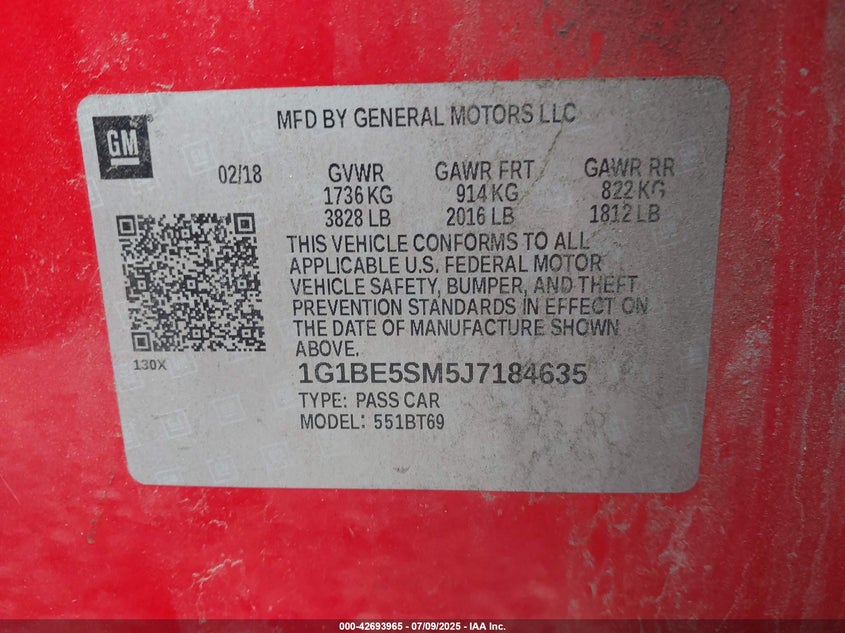 GM
MFD BY GENERAL MOTORS LLC
02/18 GVWR GAWR FRT GAWR RR
1736 KG 914 KG 822 KG
3828 LB 2016 LB 1812 LB
THIS VEHICLE CONFORMS TO ALL
APPLICABLE U.S. FEDERAL MOTOR
VEHICLE SAFETY, BUMPER, AND THEFT
PREVENTION STANDARDS IN EFFECT ON
THE DATE OF MANUFACTURE SHOWN
ABOVE.
130X
1G1BE5SM5J7184635
TYPE: PASS CAR
MODEL: 551BT69
000-42693965 - 07/09/2025 - IAA Inc.